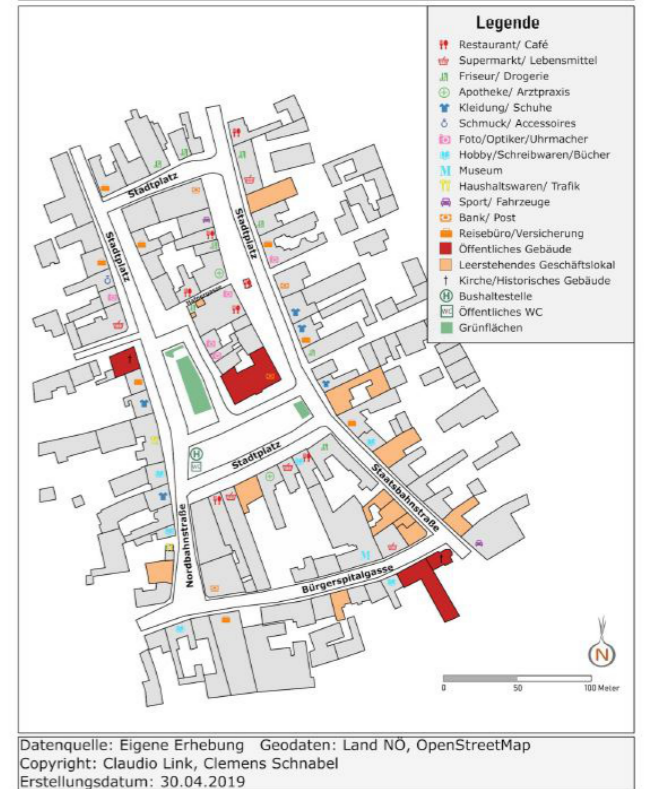 Legende
Restaurant/ Café
Supermarkt/ Lebensmittel
Friseur/ Drogerie
Apotheke/ Arztpraxis
Kleidung/ Schuhe
Schmuck/ Accessoires
Foto/Optiker/Uhrmacher
Hobby/Schreibwaren/Bücher
M Museum
Haushaltswaren/ Trafik
Sport/ Fahrzeuge
Bank/ Post
Reisebüro/Versicherung
Öffentliches Gebäude
Leerstehendes Geschäftslokal
Kirche/Historisches Gebäude
H Bushaltestelle
WC Öffentliches WC
Grünflächen
Stadtplatz
Stadtplatz
Stadtplatz
Stadtplatz
H
WC
Staatsbahnstraße
Nordbahnstraße
M
Bürgerspitalgasse
N
0 50 100 Meter
Datenquelle: Eigene Erhebung Geodaten: Land NÖ, OpenStreetMap
Copyright: Claudio Link, Clemens Schnabel
Erstellungsdatum: 30.04.2019